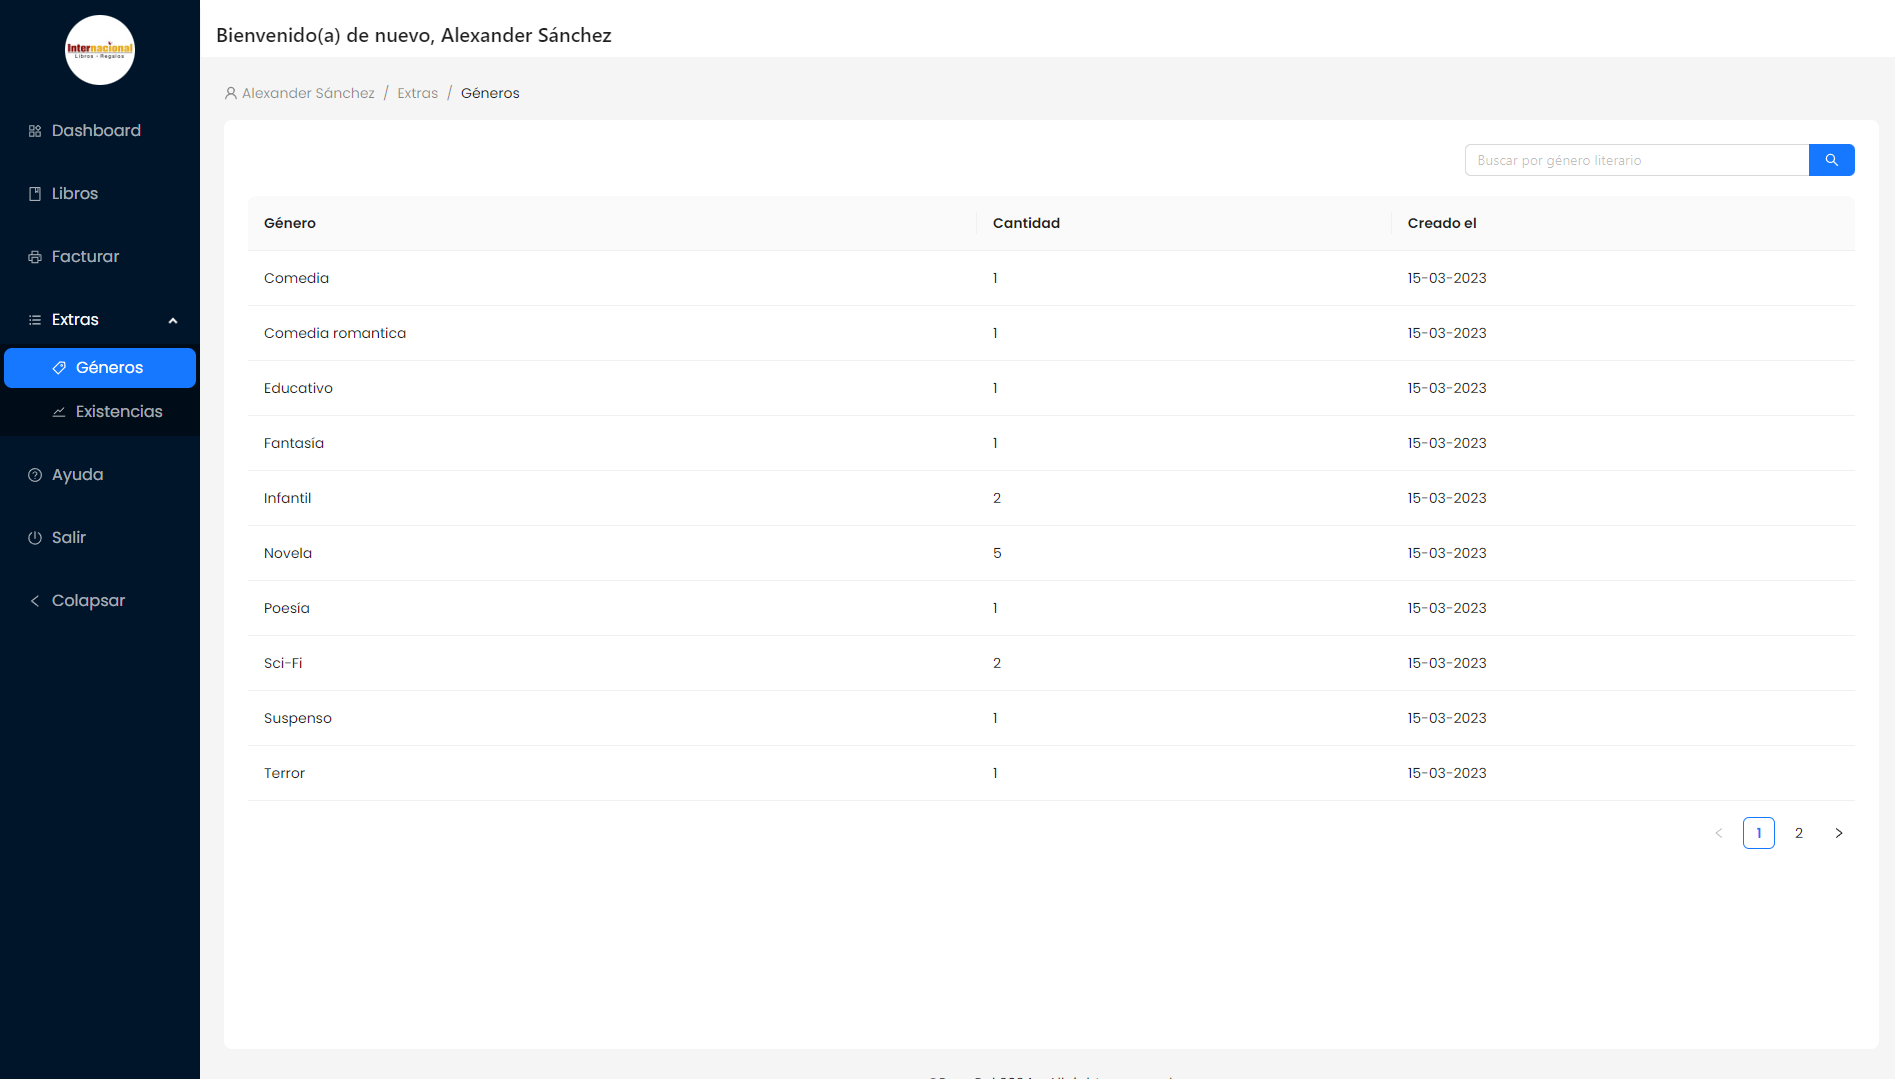 Internacional
Libros - Regalos
Bienvenido(a) de nuevo, Alexander Sánchez
Alexander Sánchez / Extras / Géneros
Dashboard
Libros
Facturar
Extras
Géneros
Existencias
Ayuda
Salir
Colapsar
Buscar por género literario
Género Cantidad Creado el
Comedia 1 15-03-2023
Comedia romantica 1 15-03-2023
Educativo 1 15-03-2023
Fantasía 1 15-03-2023
Infantil 2 15-03-2023
Novela 5 15-03-2023
Poesía 1 15-03-2023
Sci-Fi 2 15-03-2023
Suspenso 1 15-03-2023
Terror 1 15-03-2023
< 1 2 >